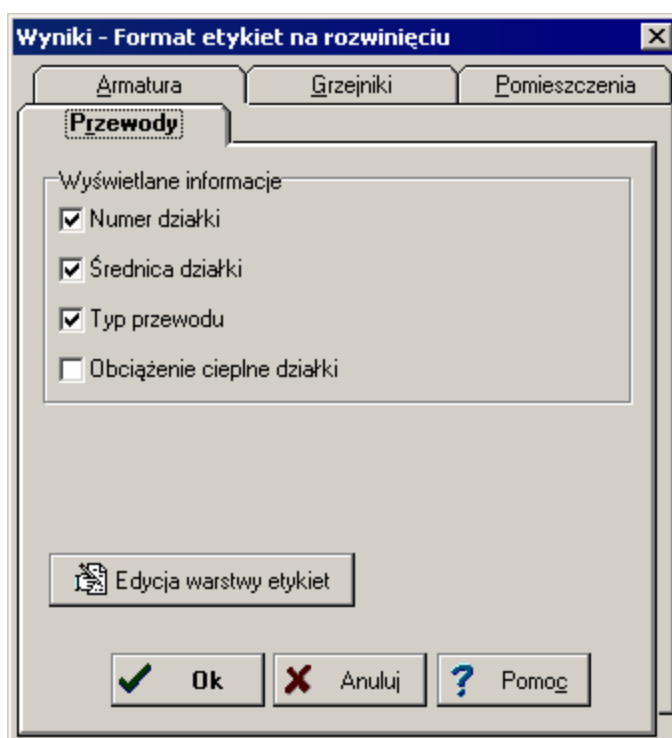 Wyniki - Format etykiet na rozwinięciu
Armatura Grzejniki Pomieszczenia
Przewody
Wyświetlane informacje
Numer działki
Średnica działki
Typ przewodu
Obciążenie cieplne działki
Edycja warstwy etykiet
Ok Anuluj ? Pomoc